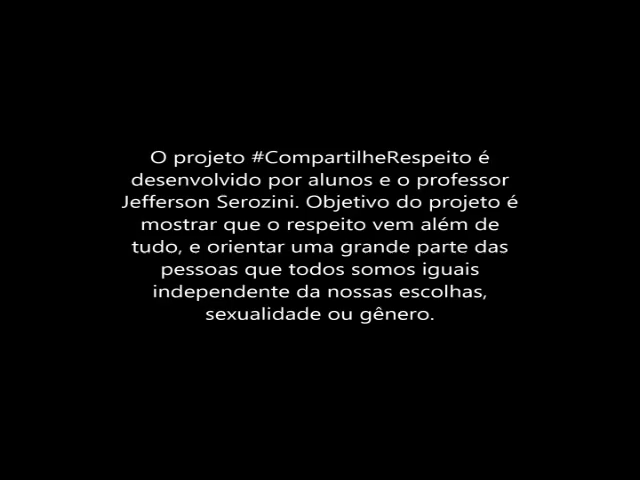 O projeto #CompartilheRespeito é
desenvolvido por alunos e o professor
Jefferson Serozini. Objetivo do projeto é
mostrar que o respeito vem além de
tudo, e orientar uma grande parte das
pessoas que todos somos iguais
independente da nossas escolhas,
sexualidade ou gênero.